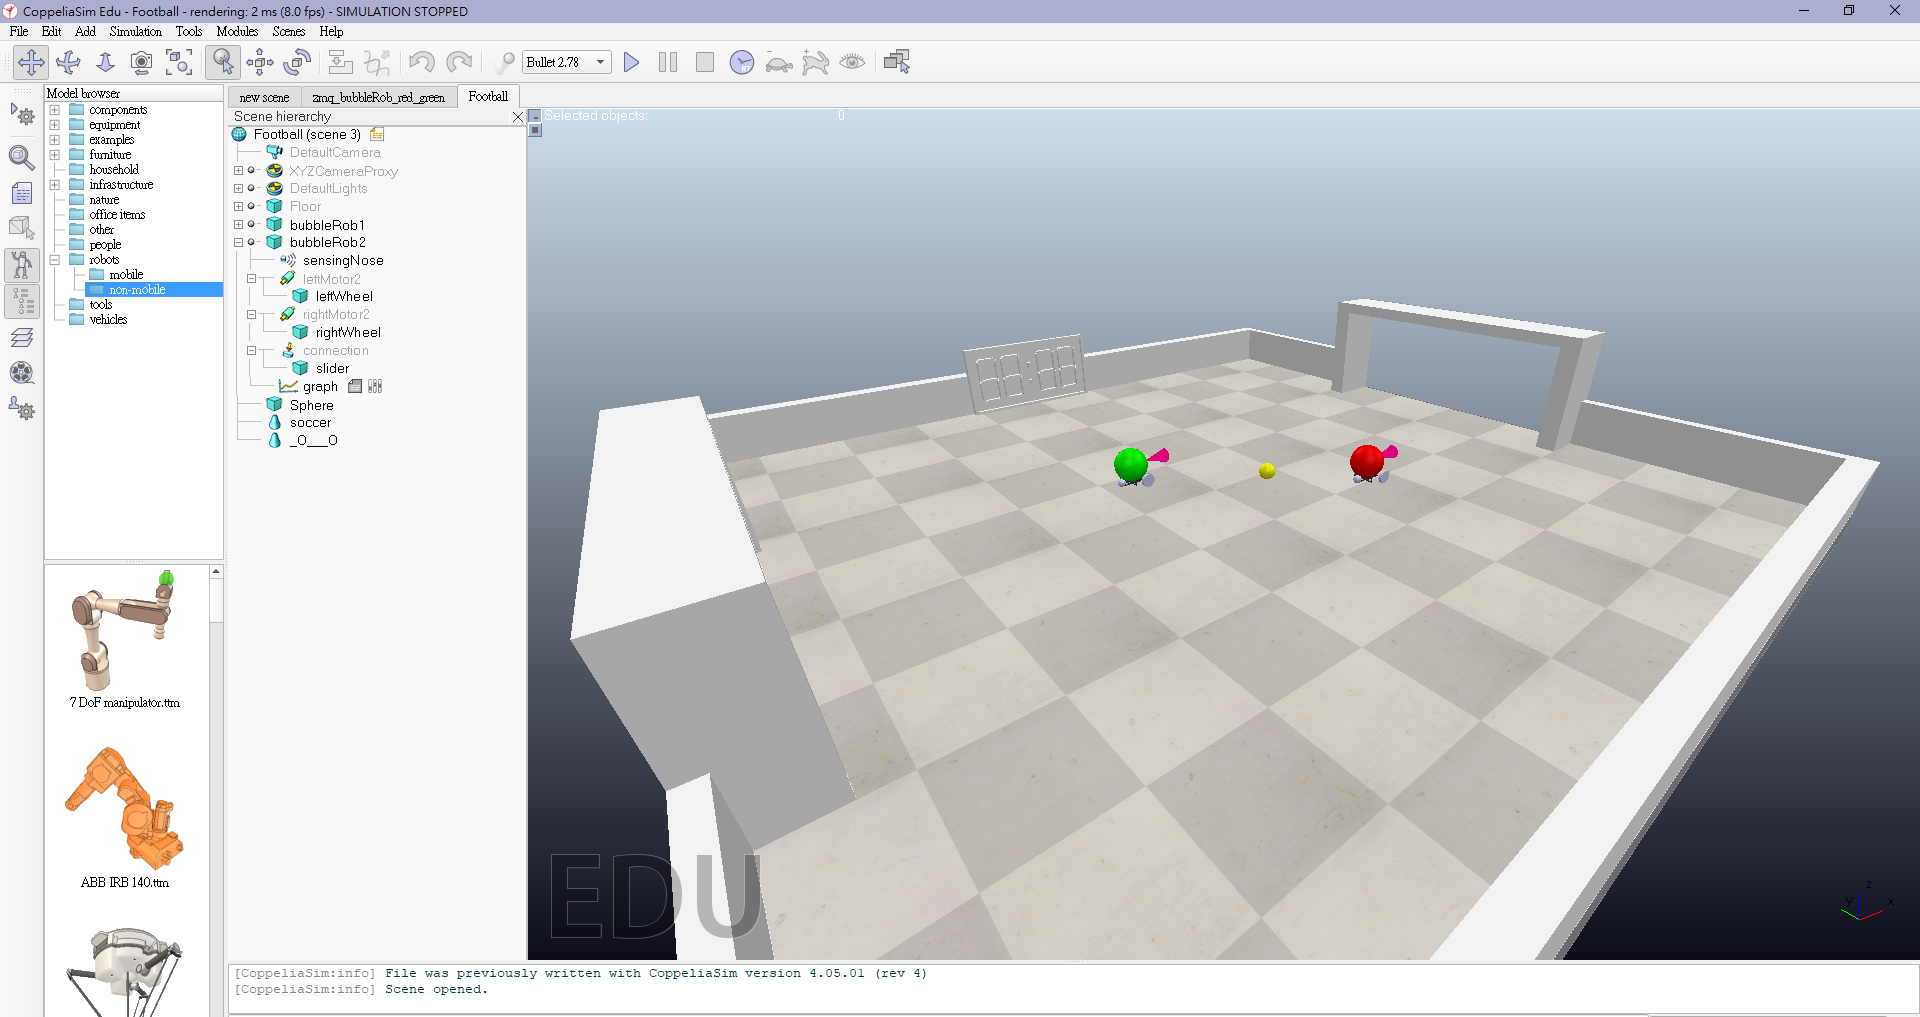 CoppeliaSim Edu - Football - rendering: 2 ms (8.0 fps) - SIMULATION STOPPED
File Edit Add Simulation Tools Modules Scenes Help
Bullet 2.78
RT
Model browser
components
equipment
examples
furniture
household
infrastructure
nature
office items
other
people
robots
mobile
non-mobile
tools
vehicles
7 DoF manipulator.ttm
ABB IRB 140.ttm
new scene zmq_bubbleRob_red_green Football
Scene hierarchy
Football (scene 3)
DefaultCamera
XYZCameraProxy
DefaultLights
Floor
bubbleRob1
bubbleRob2
sensingNose
leftMotor2
leftWheel
rightMotor2
rightWheel
connection
slider
graph
Sphere
soccer
_O___O
Selected objects: 0
88:88
EDU
z
y x
[CoppeliaSim:info] File was previously written with CoppeliaSim version 4.05.01 (rev 4)
[CoppeliaSim:info] Scene opened.